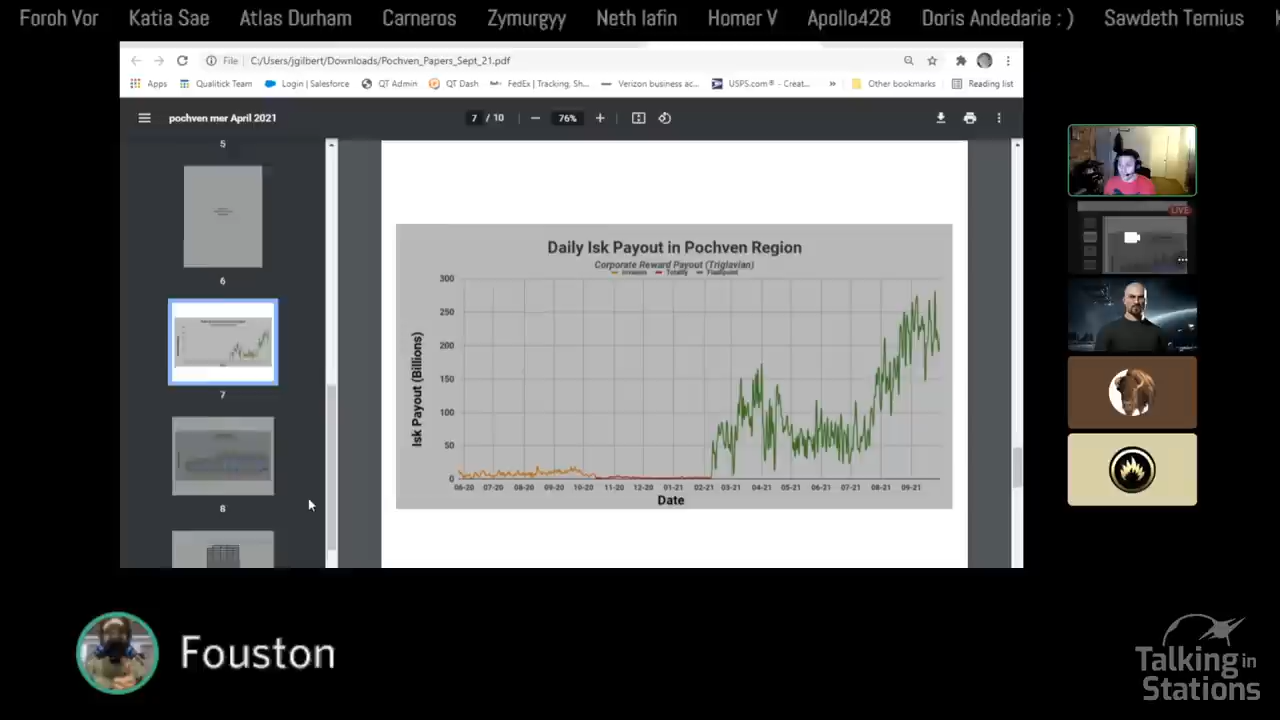 Foroh Vor Katia Sae Atlas Durham Carneros Zymurgyy Neth Iafin Homer V Apollo428 Doris Andedarie : ) Sawdeth Ternius
File C:/Users/jgilbert/Downloads/Pochven_Papers_Sept_21.pdf
Apps Qualitick Team Login | Salesforce QT Admin QT Dash FedEx | Tracking, Sh... Verizon business ac... USPS.com® - Creat... » Other bookmarks Reading list
pochven mer April 2021 7 / 10 76%
5
6
7
8
LIVE
Daily Isk Payout in Pochven Region
Corporate Reward Payout (Triglavian)
Invasion Totality Flashpoint
Isk Payout (Billions)
300
250
200
150
100
50
0
06-20 07-20 08-20 09-20 10-20 11-20 12-20 01-21 02-21 03-21 04-21 05-21 06-21 07-21 08-21 09-21
Date
Fouston
Talking in
Stations